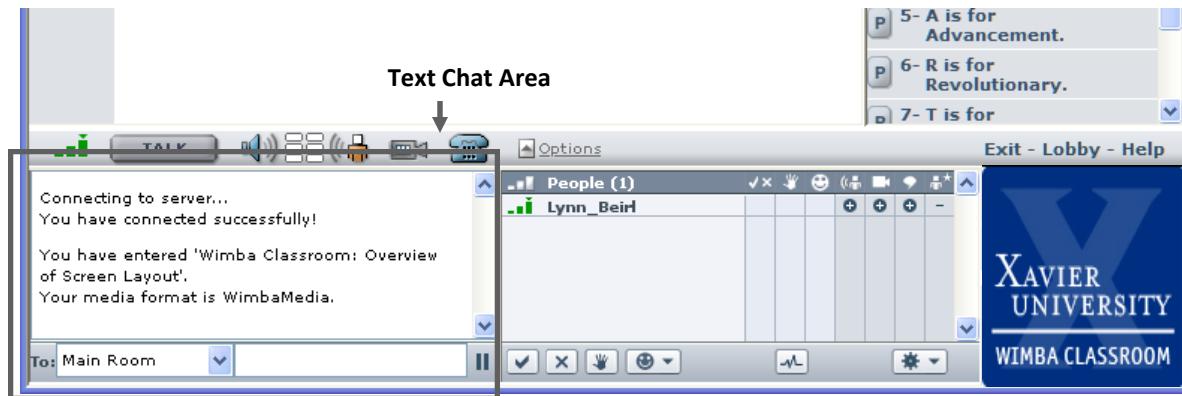 5- A is for
Advancement.
P
6- R is for
Revolutionary.
P
7- T is for
Text Chat Area
TALK
Options
Exit - Lobby - Help
Connecting to server...
You have connected successfully!
You have entered 'Wimba Classroom: Overview
of Screen Layout'.
Your media format is WimbaMedia.
To: Main Room
People (1)
Lynn_Beirl
XAVIER
UNIVERSITY
WIMBA CLASSROOM